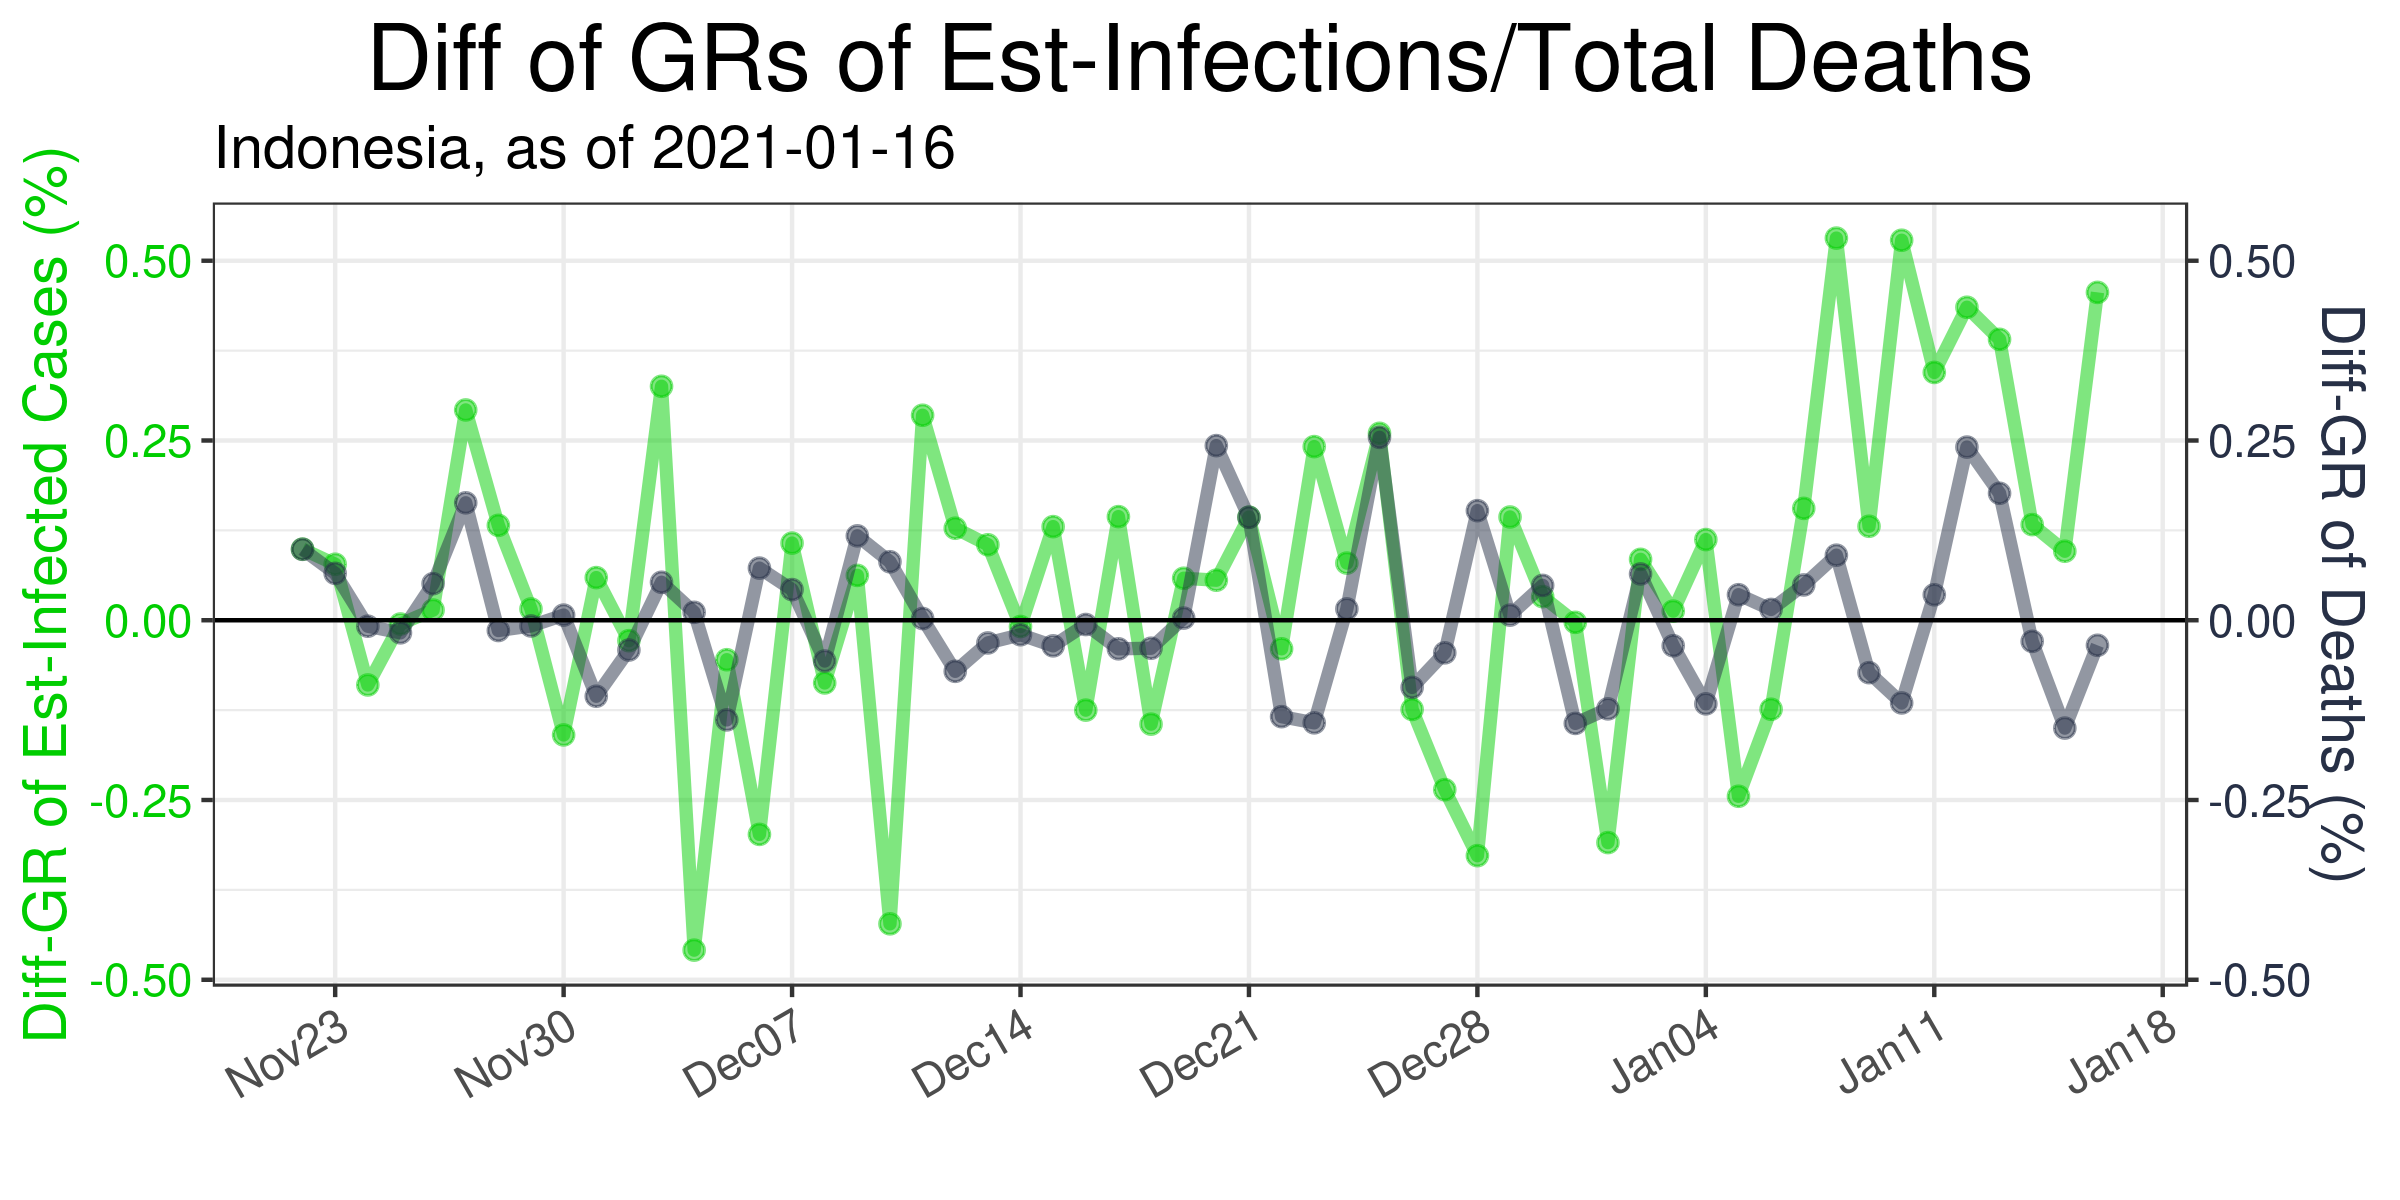 Diff of GRs of Est-Infections/Total Deaths
Indonesia, as of 2021-01-16
Diff-GR of Est-Infected Cases (%)
0.50
0.25
0.00
-0.25
-0.50
0.50
0.25
0.00
-0.25
-0.50
Diff-GR of Deaths (%)
Nov23
Nov30
Dec07
Dec14
Dec21
Dec28
Jan04
Jan11
Jan18